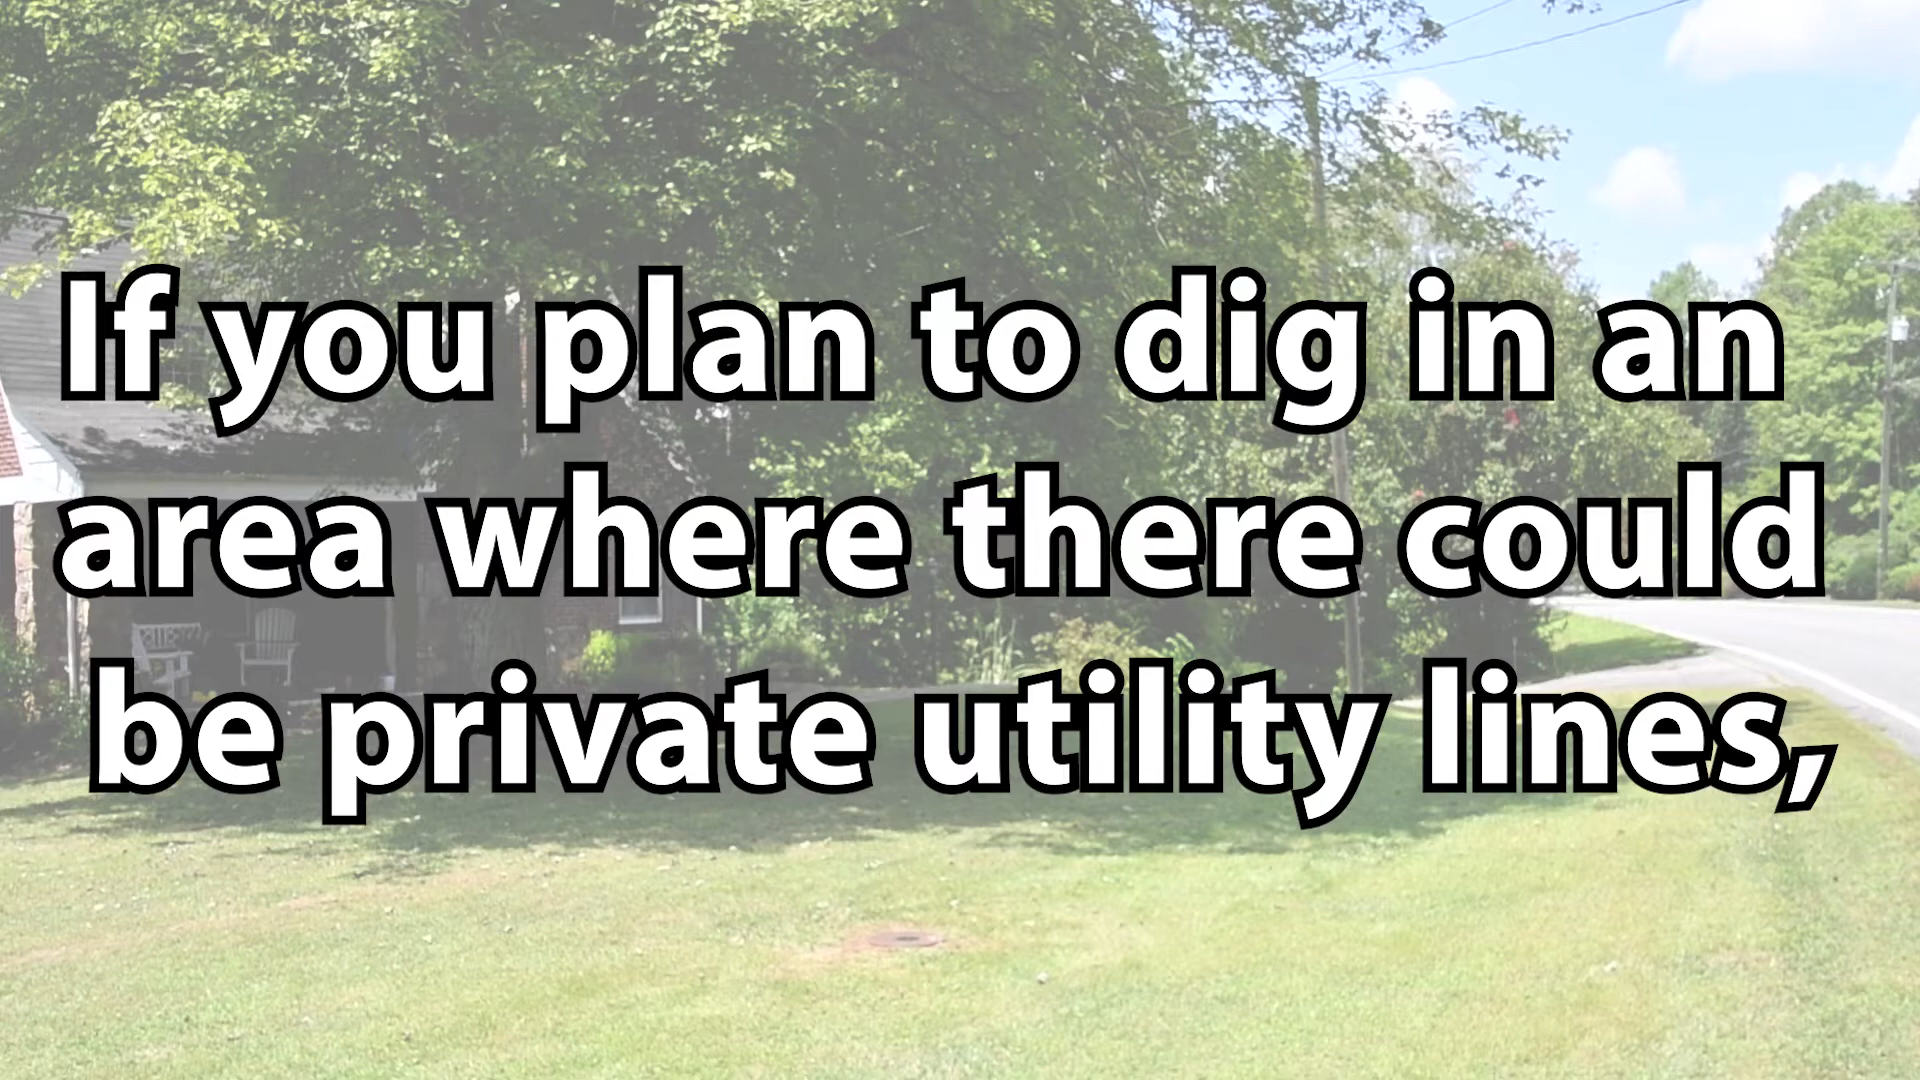 If you plan to dig in an
area where there could
be private utility lines,